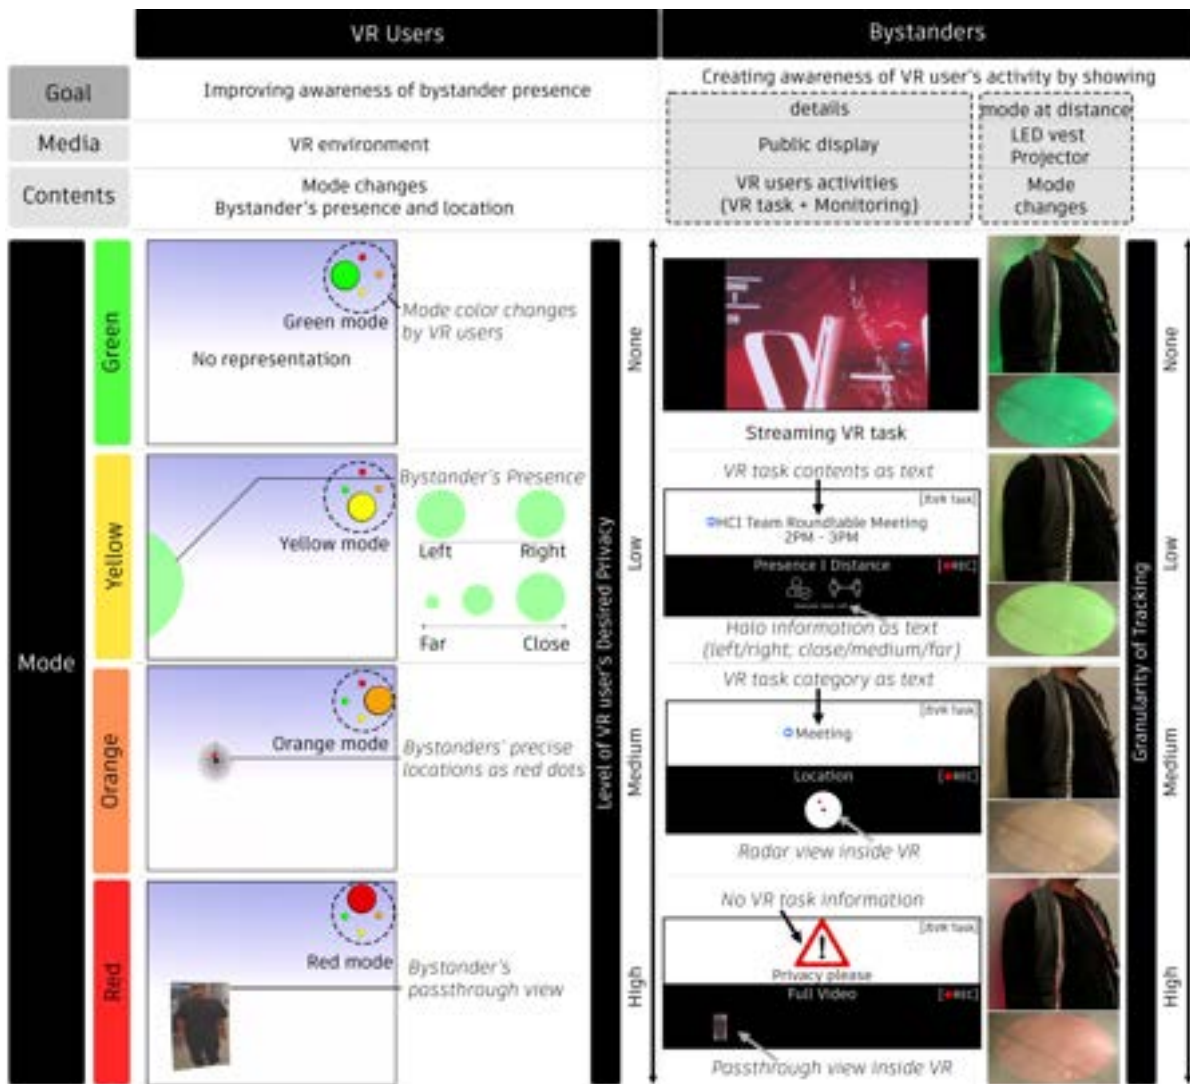 VR Users
Bystanders
Goal
Improving awareness of bystander presence
Creating awareness of VR user's activity by showing
details
mode at distance
Media
VR environment
Public display
LED vest
Projector
Contents
Mode changes
Bystander's presence and location
VR users activities
(VR task + Monitoring)
Mode
changes
Mode
Green
Green mode
No representation
Mode color changes
by VR users
Level of VR user's Desired Privacy
None
Streaming VR task
Granularity of Tracking
None
Yellow
Yellow mode
Bystander's Presence
Left
Right
Far
Close
Low
VR task contents as text
VR task]
HCI Team Roundtable Meeting
2PM - 3PM
Presence | Distance
[●REC]
Halo information as text
(left/right, close/medium/far)
Low
Orange
Orange mode
Bystanders' precise
locations as red dots
Medium
VR task category as text
VR task]
Meeting
Location
[●REC]
Radar view inside VR
Medium
Red
Red mode
Bystander's
passthrough view
High
No VR task information
VR task]
!
Privacy please
Full Video
[●REC]
Passthrough view inside VR
High